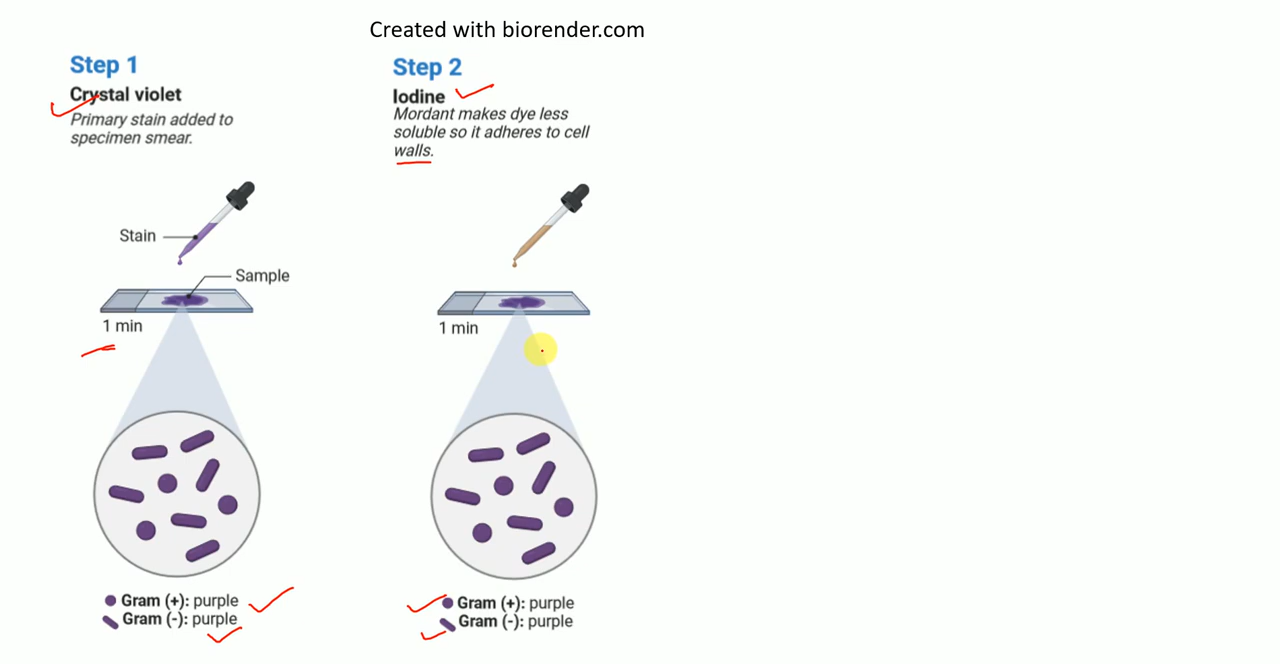 Created with biorender.com
Step 1
Crystal violet
Primary stain added to
specimen smear.
Stain
Sample
1 min
Gram (+): purple
Gram (-): purple
Step 2
Iodine
Mordant makes dye less
soluble so it adheres to cell
walls.
1 min
Gram (+): purple
Gram (-): purple